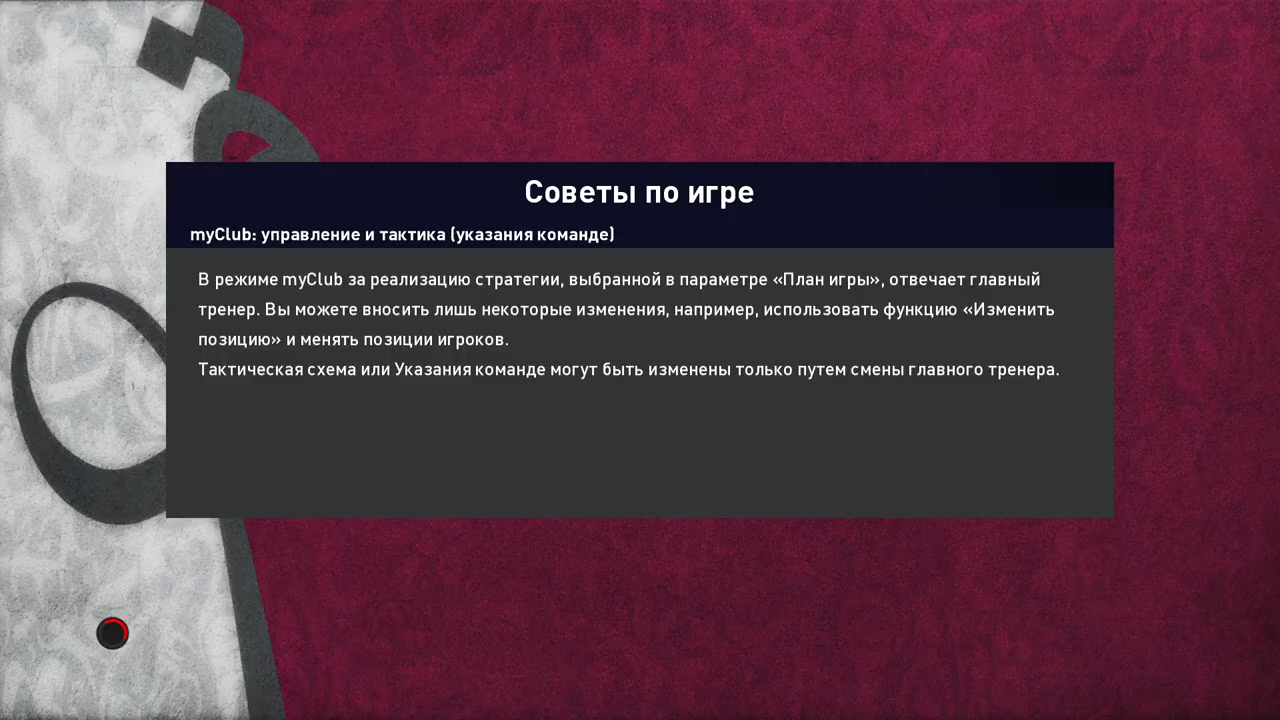 Советы по игре
myClub: управление и тактика (указания команде)
В режиме myClub за реализацию стратегии, выбранной в параметре «План игры», отвечает главный
тренер. Вы можете вносить лишь некоторые изменения, например, использовать функцию «Изменить
позицию» и менять позиции игроков.
Тактическая схема или Указания команде могут быть изменены только путем смены главного тренера.